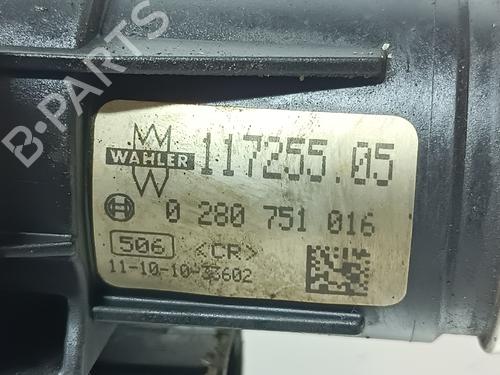 B-PARTS
WAHLER 117255.05
0 280 751 016
506 <CR>
11-10-10-33602